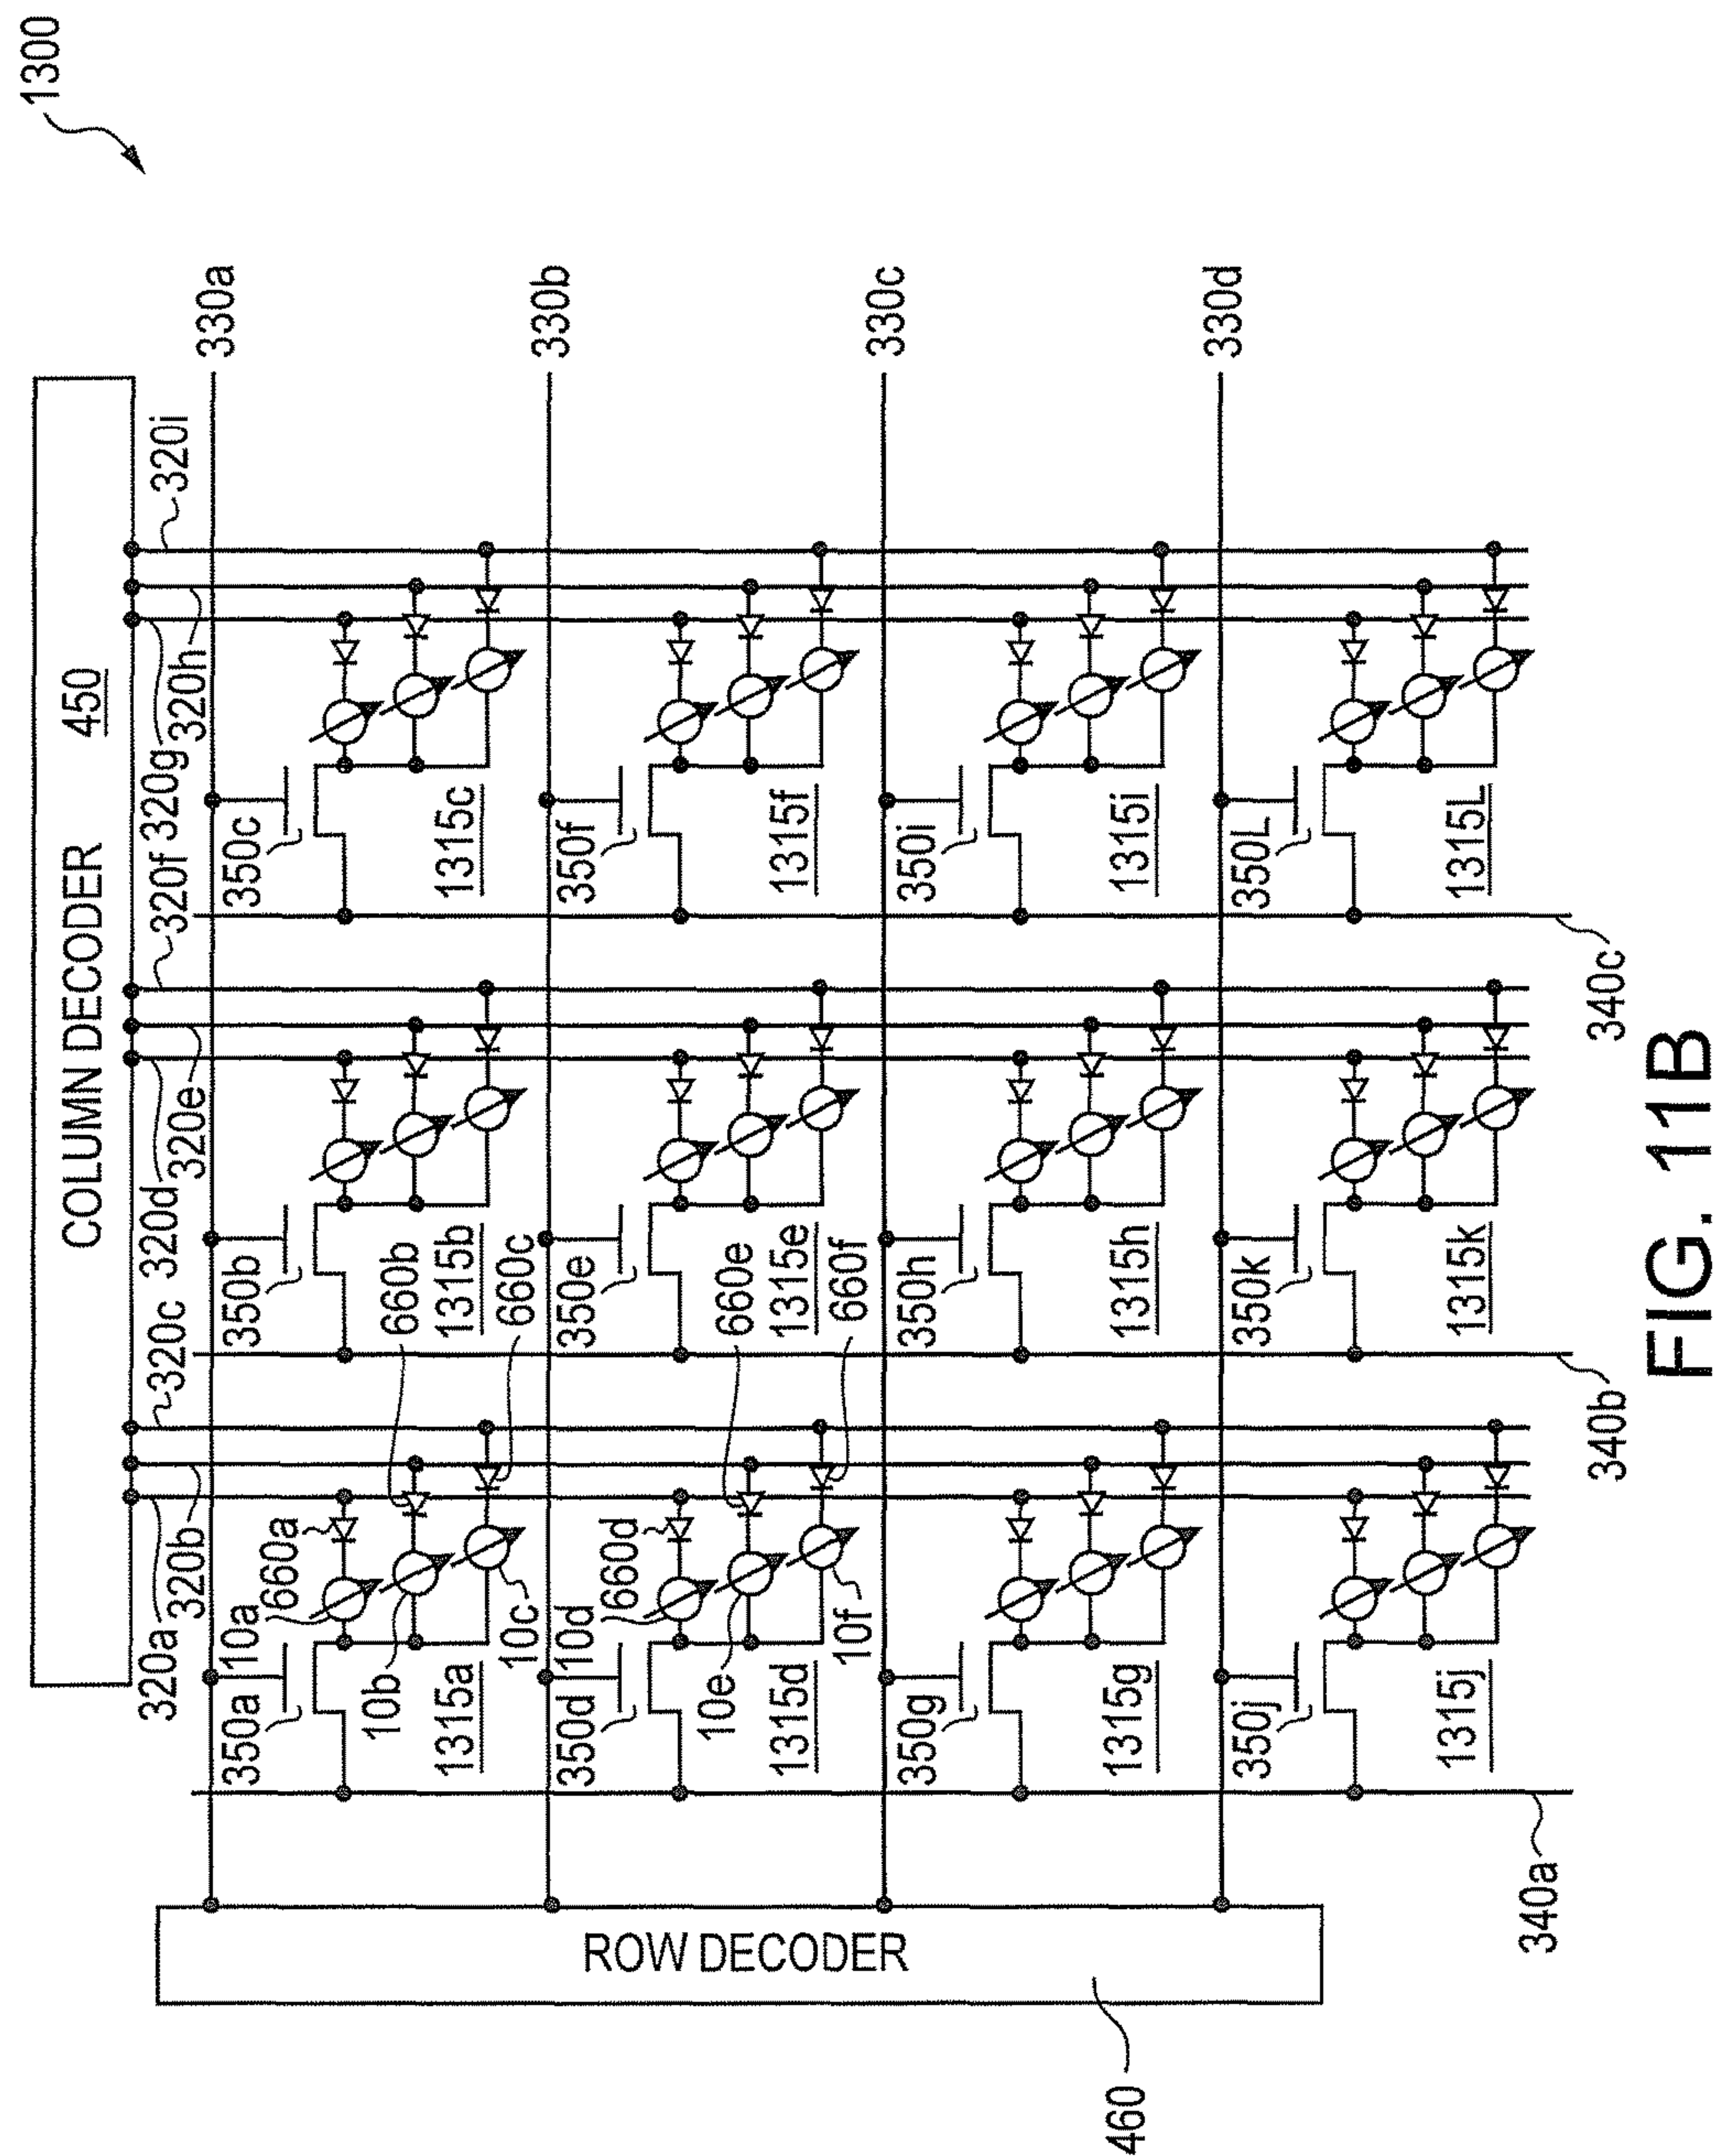 1300
COLUMN DECODER 450
320a
320b
320c
320d
320e
320f
320g
320h
320i
330a
350a
10a
660a
10b
660b
10c
660c
1315a
350b
1315b
350c
1315c
330b
350d
10d
660d
10e
660e
10f
660f
1315d
350e
1315e
350f
1315f
330c
350g
1315g
350h
1315h
350i
1315i
330d
350j
1315j
350k
1315k
350L
1315L
ROW DECODER
460
340a
340b
340c
FIG. 11B